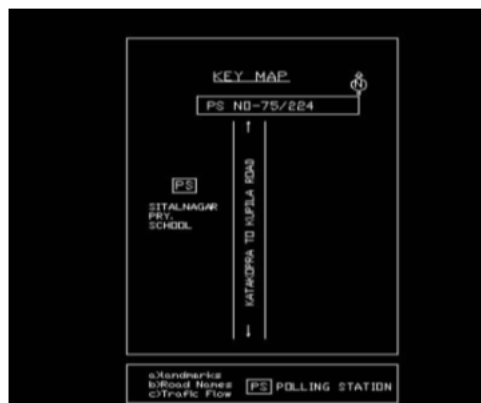 KEY MAP
N
PS NO-75/224
PS
SITALNAGAR
PRY.
SCHOOL
KATAKOPRA TO KUPILA ROAD
a)landmarks
b)Road Names
c)Trafic Flow
PS POLLING STATION